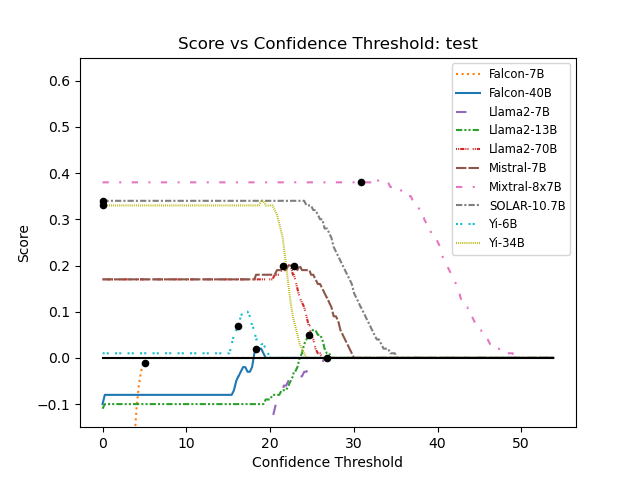 Score vs Confidence Threshold: test
Score
0.6
0.5
0.4
0.3
0.2
0.1
0.0
−0.1
0
10
20
30
40
50
Confidence Threshold
Falcon-7B
Falcon-40B
Llama2-7B
Llama2-13B
Llama2-70B
Mistral-7B
Mixtral-8x7B
SOLAR-10.7B
Yi-6B
Yi-34B